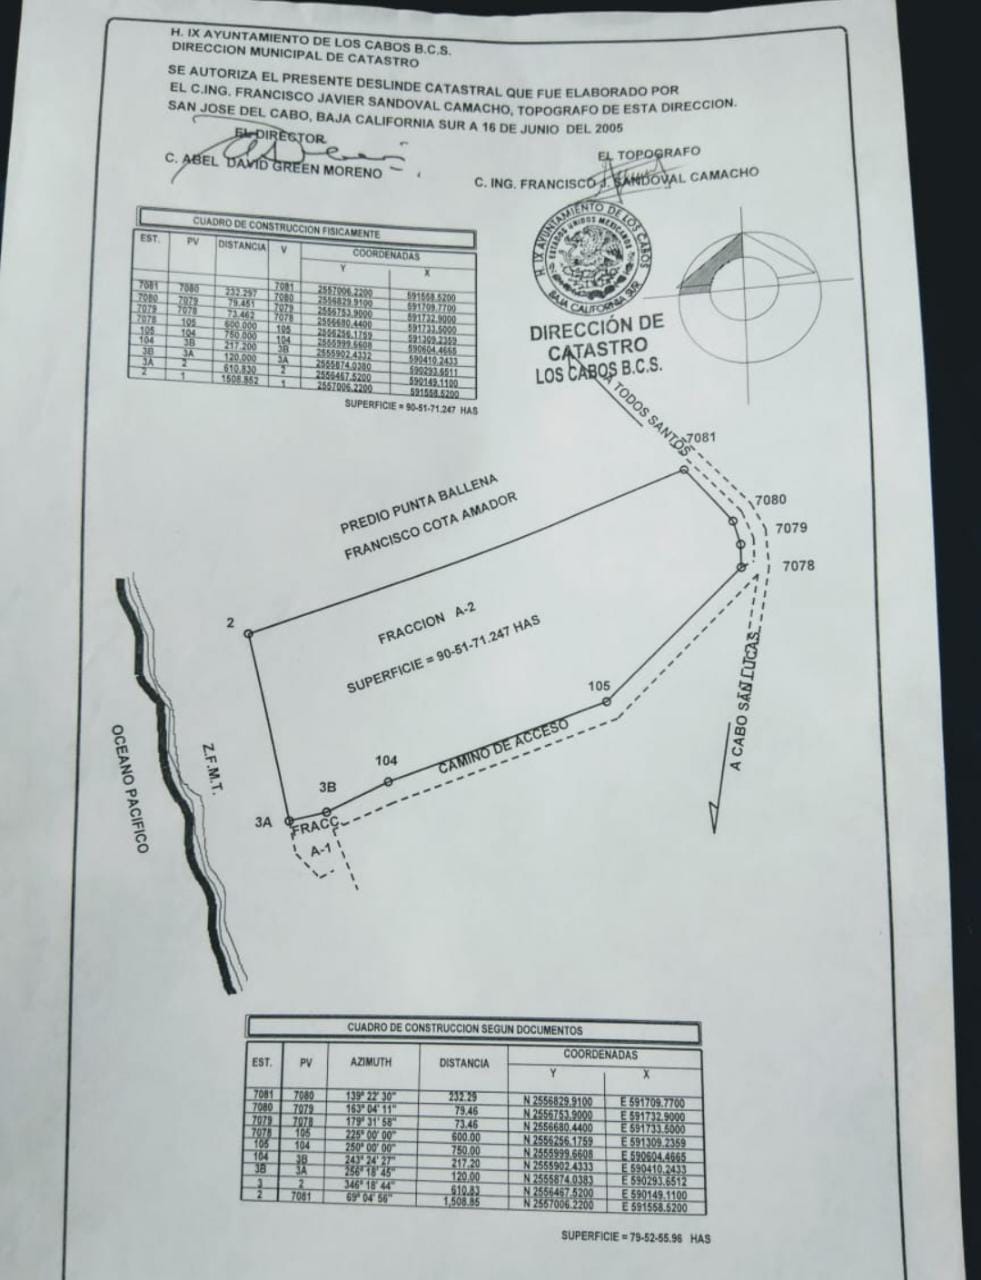 H. IX AYUNTAMIENTO DE LOS CABOS B.C.S.
DIRECCION MUNICIPAL DE CATASTRO
SE AUTORIZA EL PRESENTE DESLINDE CATASTRAL QUE FUE ELABORADO POR
EL C.ING. FRANCISCO JAVIER SANDOVAL CAMACHO, TOPOGRAFO DE ESTA DIRECCION.
SAN JOSE DEL CABO, BAJA CALIFORNIA SUR A 16 DE JUNIO DEL 2005
EL DIRECTOR
C. ABEL DAVID GREEN MORENO
EL TOPOGRAFO
C. ING. FRANCISCO J. SANDOVAL CAMACHO
H. IX AYUNTAMIENTO DE LOS CABOS
ESTADOS UNIDOS MEXICANOS
BAJA CALIFORNIA SUR
DIRECCIÓN DE
CATASTRO
LOS CABOS B.C.S.
CUADRO DE CONSTRUCCION FISICAMENTE
EST. PV DISTANCIA V COORDENADAS
Y X
7081 2557006.2200 591558.5200
7081 7080 232.297 7080 2556829.9100 591709.7700
7080 7079 79.451 7079 2556753.9000 591732.9000
7079 7078 73.462 7078 2556680.4400 591733.5000
7078 105 600.000 105 2556256.1759 591309.2359
105 104 750.000 104 2555999.6608 590604.4665
104 3B 217.200 3B 2555902.4332 590410.2433
3B 3A 120.000 3A 2555874.0380 590293.6511
3A 2 610.830 2 2556467.5200 590149.1100
2 1 1508.852 1 2557006.2200 591558.5200
SUPERFICIE = 90-51-71.247 HAS
A TODOS SANTOS
7081
7080
7079
7078
PREDIO PUNTA BALLENA
FRANCISCO COTA AMADOR
2
FRACCION A-2
SUPERFICIE = 90-51-71.247 HAS
105
CAMINO DE ACCESO
104
3B
3A
FRACC
A-1
A CABO SAN LUCAS
Z.F.M.T.
OCEANO PACIFICO
CUADRO DE CONSTRUCCION SEGUN DOCUMENTOS
EST. PV AZIMUTH DISTANCIA COORDENADAS
Y X
7081 7080 139° 22' 30" 232.29 N 2556829.9100 E 591709.7700
7080 7079 163° 04' 11" 79.46 N 2556753.9000 E 591732.9000
7079 7078 179° 31' 58" 73.46 N 2556680.4400 E 591733.5000
7078 105 225° 00' 00" 600.00 N 2556256.1759 E 591309.2359
105 104 250° 00' 00" 750.00 N 2555999.6608 E 590604.4665
104 3B 243° 24' 27" 217.20 N 2555902.4333 E 590410.2433
3B 3A 256° 18' 45" 120.00 N 2555874.0383 E 590293.6512
3 2 346° 18' 44" 610.83 N 2556467.5200 E 590149.1100
2 7081 69° 04' 56" 1,508.85 N 2557006.2200 E 591558.5200
SUPERFICIE = 79-52-55.96 HAS